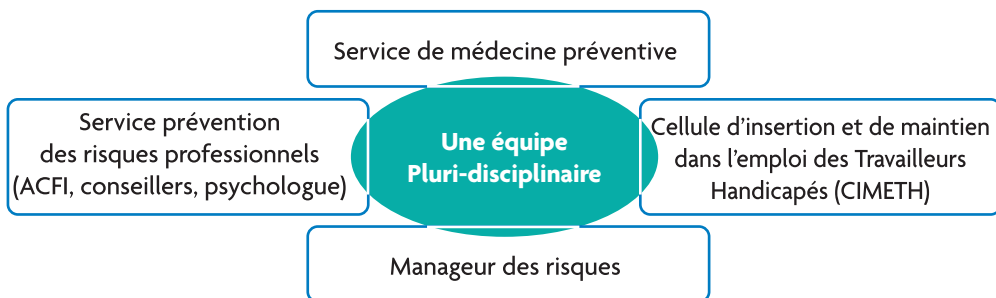 Service de médecine préventive
Service prévention
des risques professionnels
(ACFI, conseillers, psychologue)
Une équipe
Pluri-disciplinaire
Cellule d'insertion et de maintien
dans l'emploi des Travailleurs
Handicapés (CIMETH)
Manageur des risques